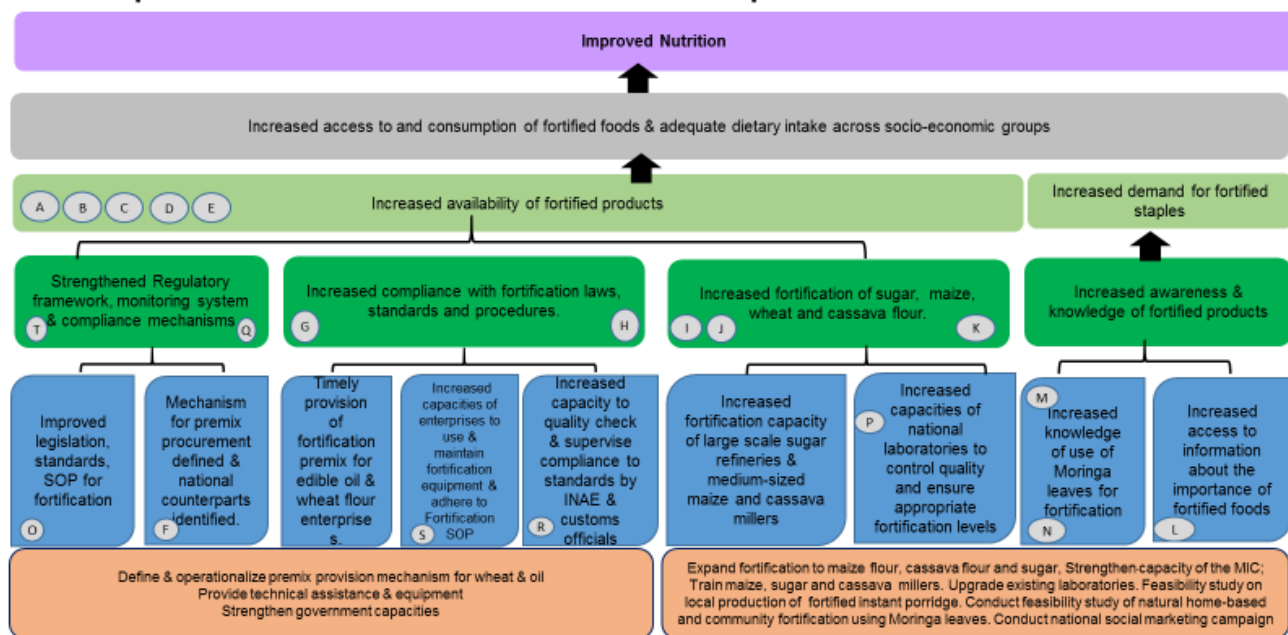 Improved Nutrition
Increased access to and consumption of fortified foods & adequate dietary intake across socio-economic groups
A B C D E
Increased availability of fortified products
Increased demand for fortified
staples
Strengthened Regulatory
framework, monitoring system
& compliance mechanisms
T Q
Increased compliance with fortification laws,
standards and procedures.
G H
Increased fortification of sugar, maize,
wheat and cassava flour.
I J K
Increased awareness &
knowledge of fortified products
Improved
legislation,
standards,
SOP for
fortification
O
Mechanism
for premix
procurement
defined &
national
counterparts
identified.
F
Timely
provision
of
fortification
premix for
edible oil &
wheat flour
enterprise
s.
Increased
capacities of
enterprises to
use &
maintain
fortification
equipment &
adhere to
Fortification
SOP
S
Increased
capacity to
quality check
& supervise
compliance to
standards by
INAE &
customs
officials
R
Increased
fortification capacity
of large scale sugar
refineries &
medium-sized
maize and cassava
millers
Increased
capacities of
national
laboratories to
control quality
and ensure
appropriate
fortification levels
P
M
Increased
knowledge
of use of
Moringa
leaves for
fortification
N
Increased
access to
information
about the
importance of
fortified foods
L
Define & operationalize premix provision mechanism for wheat & oil
Provide technical assistance & equipment
Strengthen government capacities
Expand fortification to maize flour, cassava flour and sugar, Strengthen-capacity of the MIC;
Train maize, sugar and cassava millers. Upgrade existing laboratories. Feasibility study on
local production of fortified instant porridge. Conduct feasibility study of natural home-based
and community fortification using Moringa leaves. Conduct national social marketing campaign